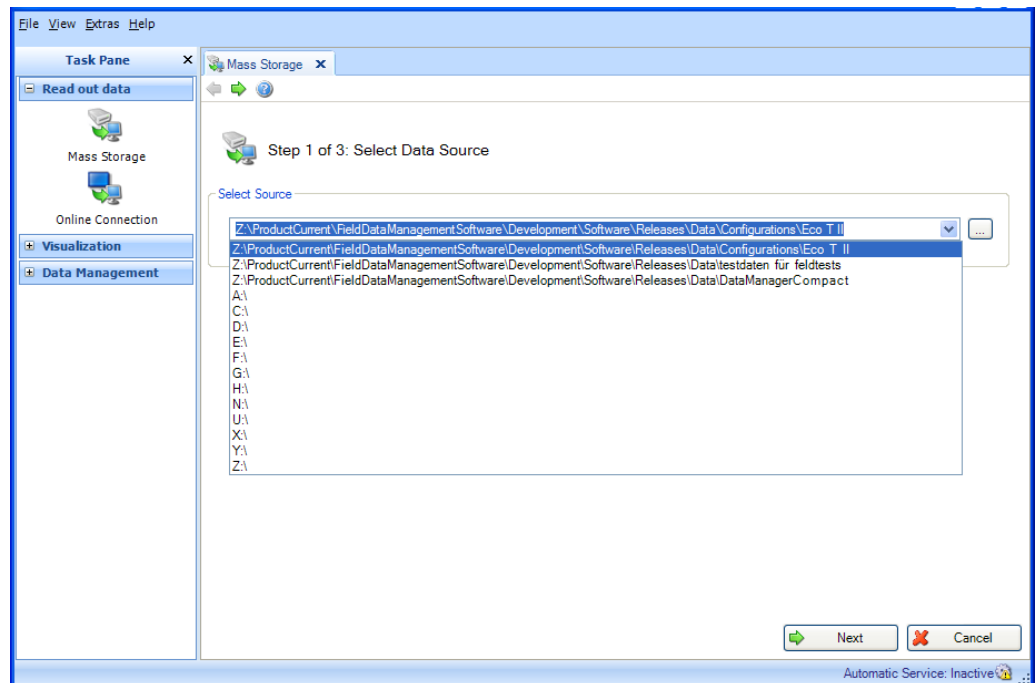 File View Extras Help
Task Pane
Mass Storage
Read out data
Mass Storage
Online Connection
Visualization
Data Management
Step 1 of 3: Select Data Source
Select Source
Z:\ProductCurrent\FieldDataManagementSoftware\Development\Software\Releases\Data\Configurations\Eco T II
...
Z:\ProductCurrent\FieldDataManagementSoftware\Development\Software\Releases\Data\Configurations\Eco T II
Z:\ProductCurrent\FieldDataManagementSoftware\Development\Software\Releases\Data\testdaten für feldtests
Z:\ProductCurrent\FieldDataManagementSoftware\Development\Software\Releases\Data\DataManagerCompact
A:\
C:\
D:\
E:\
F:\
G:\
H:\
N:\
U:\
X:\
Y:\
Z:\
Next
Cancel
Automatic Service: Inactive